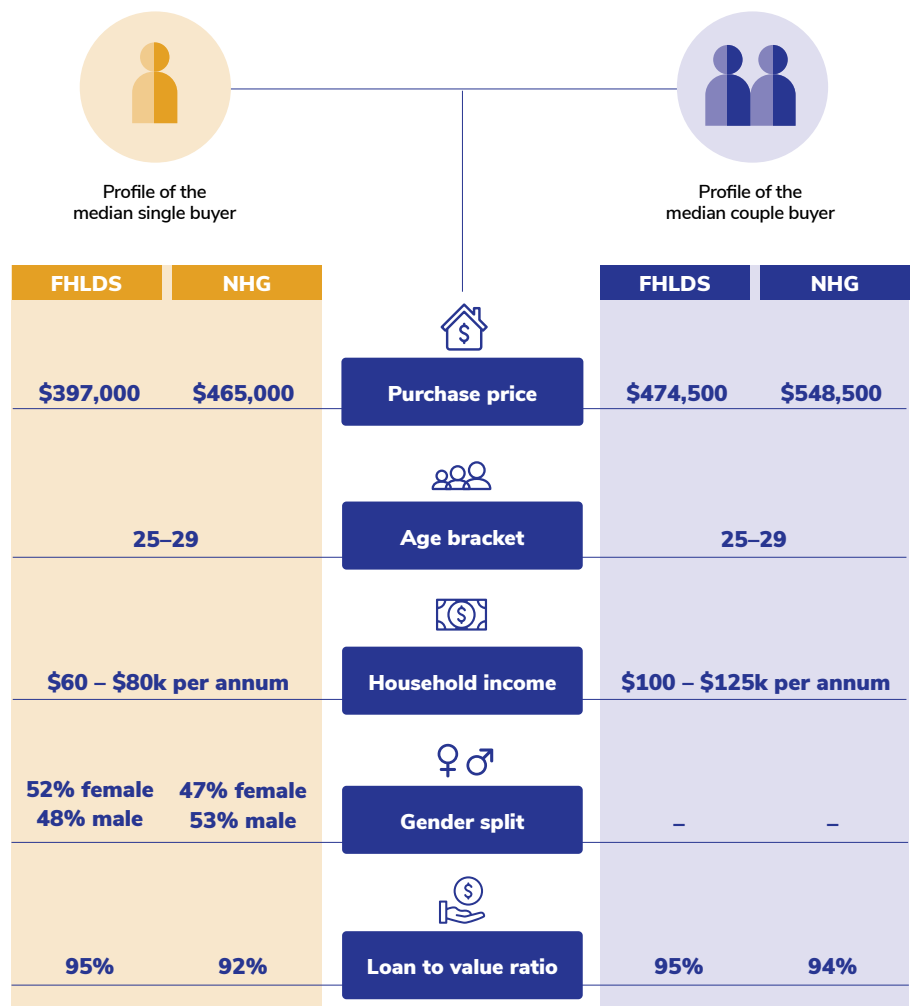 Profile of the
median single buyer
Profile of the
median couple buyer
FHLDS NHG
FHLDS NHG
$397,000 $465,000 Purchase price $474,500 $548,500
25–29 Age bracket 25–29
$60 – $80k per annum Household income $100 – $125k per annum
52% female 47% female
48% male 53% male Gender split – –
95% 92% Loan to value ratio 95% 94%